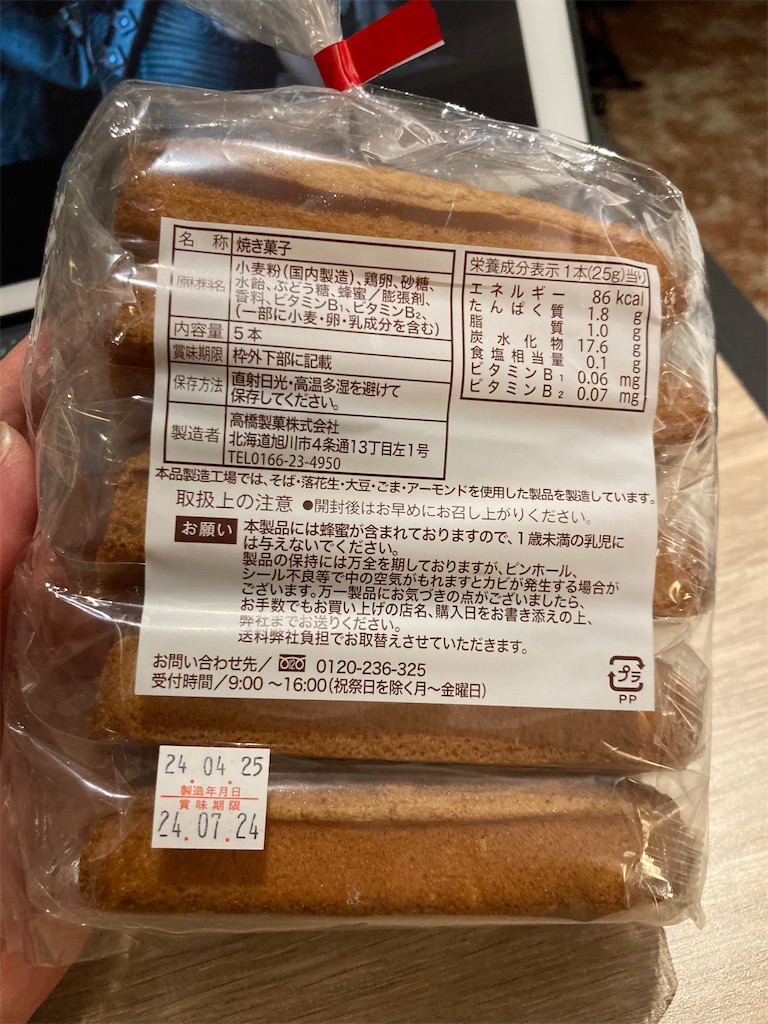 名 称 焼き菓子
原材料名 小麦粉(国内製造)、鶏卵、砂糖、
水飴、ぶどう糖、蜂蜜/膨張剤、
香料、ビタミンB₁、ビタミンB₂、
(一部に小麦・卵・乳成分を含む)
内容量 5本
賞味期限 枠外下部に記載
保存方法 直射日光・高温多湿を避けて
保存してください。
製造者 高橋製菓株式会社
北海道旭川市4条通13丁目左1号
TEL0166-23-4950
栄養成分表示 1本(25g)当り
エネルギー 86 kcal
たんぱく質 1.8 g
脂質 1.0 g
炭水化物 17.6 g
食塩相当量 0.1 g
ビタミンB₁ 0.06 mg
ビタミンB₂ 0.07 mg
本品製造工場では、そば・落花生・大豆・ごま・アーモンドを使用した製品を製造しています。
取扱上の注意 ●開封後はお早めにお召し上がりください。
お願い 本製品には蜂蜜が含まれておりますので、1歳未満の乳児に
は与えないでください。
製品の保持には万全を期しておりますが、ピンホール、
シール不良等で中の空気がもれますとカビが発生する場合が
ございます。万一製品にお気づきの点がございましたら、
お手数でもお買い上げの店名、購入日をお書き添えの上、
弊社までお送りください。
送料弊社負担でお取替えさせていただきます。
お問い合わせ先/ 0120-236-325
受付時間/9:00 〜16:00(祝祭日を除く月〜金曜日)
プラ
PP
24.04.25
製造年月日
賞味期限
24.07.24